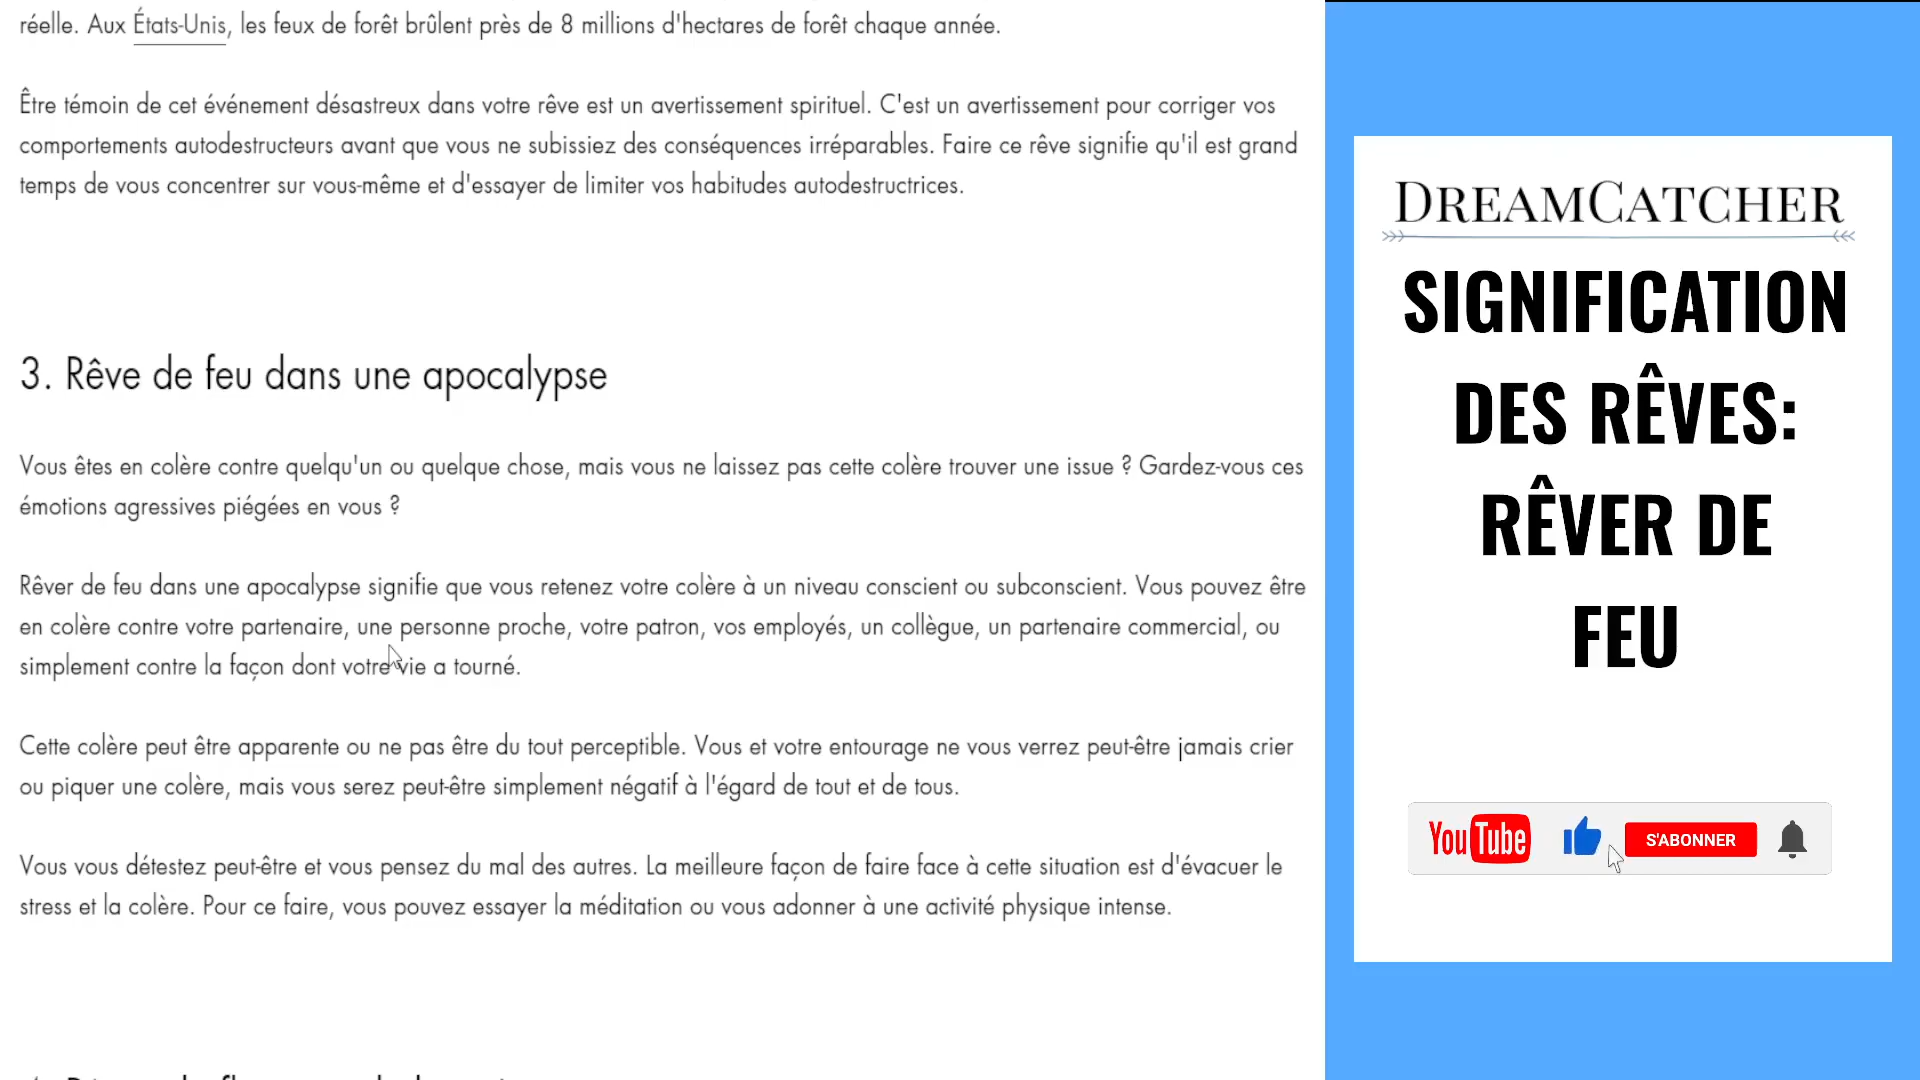 réelle. Aux États-Unis, les feux de forêt brûlent près de 8 millions d'hectares de forêt chaque année.
Être témoin de cet événement désastreux dans votre rêve est un avertissement spirituel. C'est un avertissement pour corriger vos
comportements autodestructeurs avant que vous ne subissiez des conséquences irréparables. Faire ce rêve signifie qu'il est grand
temps de vous concentrer sur vous-même et d'essayer de limiter vos habitudes autodestructrices.
3. Rêve de feu dans une apocalypse
Vous êtes en colère contre quelqu'un ou quelque chose, mais vous ne laissez pas cette colère trouver une issue ? Gardez-vous ces
émotions agressives piégées en vous ?
Rêver de feu dans une apocalypse signifie que vous retenez votre colère à un niveau conscient ou subconscient. Vous pouvez être
en colère contre votre partenaire, une personne proche, votre patron, vos employés, un collègue, un partenaire commercial, ou
simplement contre la façon dont votre vie a tourné.
Cette colère peut être apparente ou ne pas être du tout perceptible. Vous et votre entourage ne vous verrez peut-être jamais crier
ou piquer une colère, mais vous serez peut-être simplement négatif à l'égard de tout et de tous.
Vous vous détestez peut-être et vous pensez du mal des autres. La meilleure façon de faire face à cette situation est d'évacuer le
stress et la colère. Pour ce faire, vous pouvez essayer la méditation ou vous adonner à une activité physique intense.
DREAMCATCHER
SIGNIFICATION
DES RÊVES:
RÊVER DE
FEU
YouTube S'ABONNER